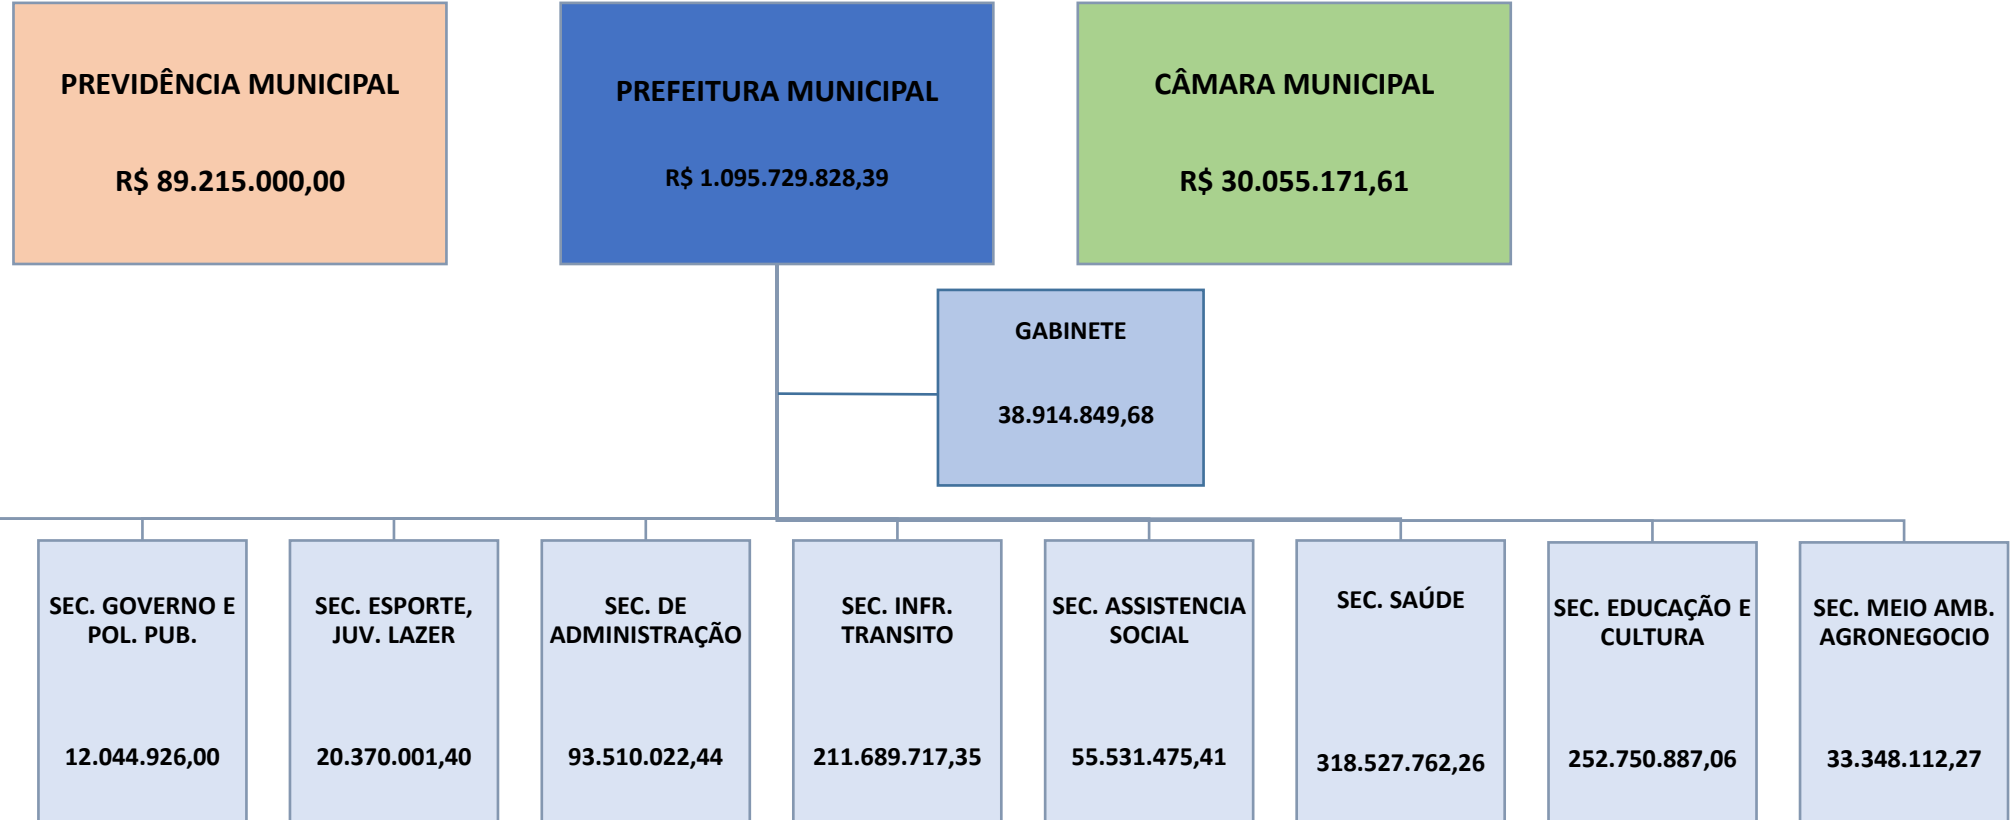 PREVIDÊNCIA MUNICIPAL
R$ 89.215.000,00
PREFEITURA MUNICIPAL
R$ 1.095.729.828,39
CÂMARA MUNICIPAL
R$ 30.055.171,61
GABINETE
38.914.849,68
SEC. GOVERNO E
POL. PUB.
12.044.926,00
SEC. ESPORTE,
JUV. LAZER
20.370.001,40
SEC. DE
ADMINISTRAÇÃO
93.510.022,44
SEC. INFR.
TRANSITO
211.689.717,35
SEC. ASSISTENCIA
SOCIAL
55.531.475,41
SEC. SAÚDE
318.527.762,26
SEC. EDUCAÇÃO E
CULTURA
252.750.887,06
SEC. MEIO AMB.
AGRONEGOCIO
33.348.112,27